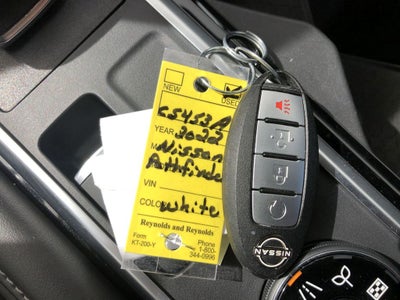 NEW
USED
C5453A
YEAR 2022
Nissan
Pathfinder
VIN
COLOR White
Reynolds and Reynolds
Form
KT-200-Y
Phone
1-800-
344-0996
NISSAN